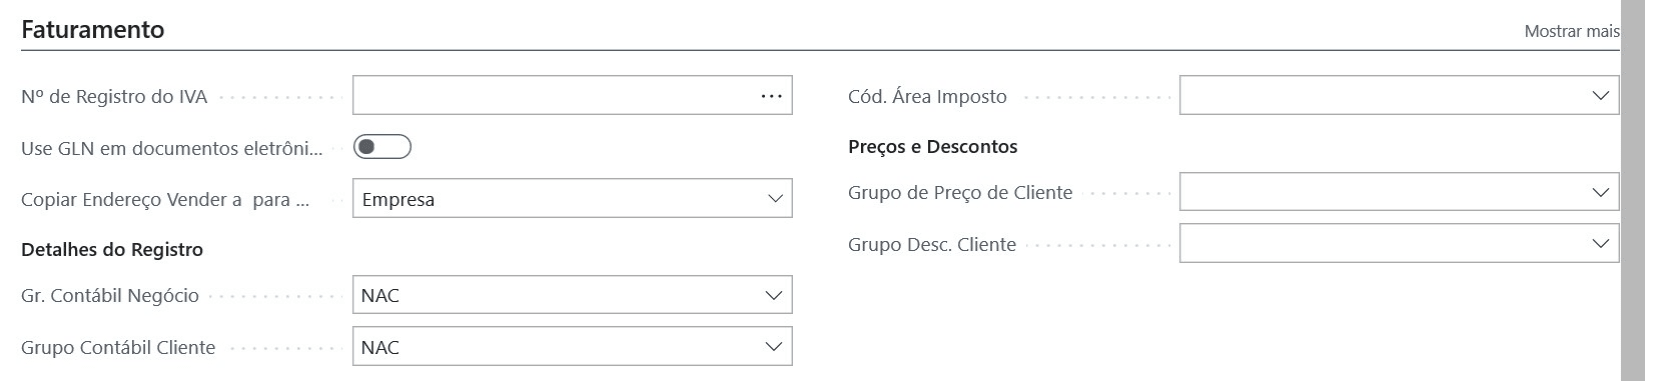 Faturamento
Mostrar mais
Nº de Registro do IVA
Use GLN em documentos eletrôni...
Copiar Endereço Vender a  para ...
Empresa
Detalhes do Registro
Gr. Contábil Negócio
NAC
Grupo Contábil Cliente
NAC
Cód. Área Imposto
Preços e Descontos
Grupo de Preço de Cliente
Grupo Desc. Cliente